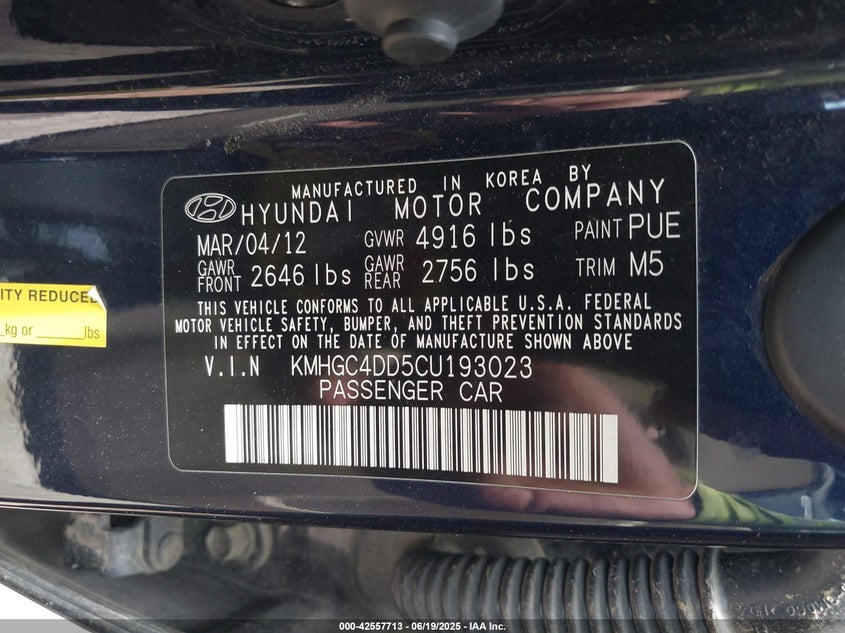 MANUFACTURED IN KOREA BY
HYUNDAI MOTOR COMPANY
MAR/04/12 GVWR 4916 lbs PAINT PUE
GAWR FRONT 2646 lbs GAWR REAR 2756 lbs TRIM M5
THIS VEHICLE CONFORMS TO ALL APPLICABLE U.S.A. FEDERAL
MOTOR VEHICLE SAFETY, BUMPER, AND THEFT PREVENTION STANDARDS
IN EFFECT ON THE DATE OF MANUFACTURE SHOWN ABOVE
V.I.N KMHGC4DD5CU193023
PASSENGER CAR
ITY REDUCED
kg or ______lbs
000-42557713 - 06/19/2025 - IAA Inc.